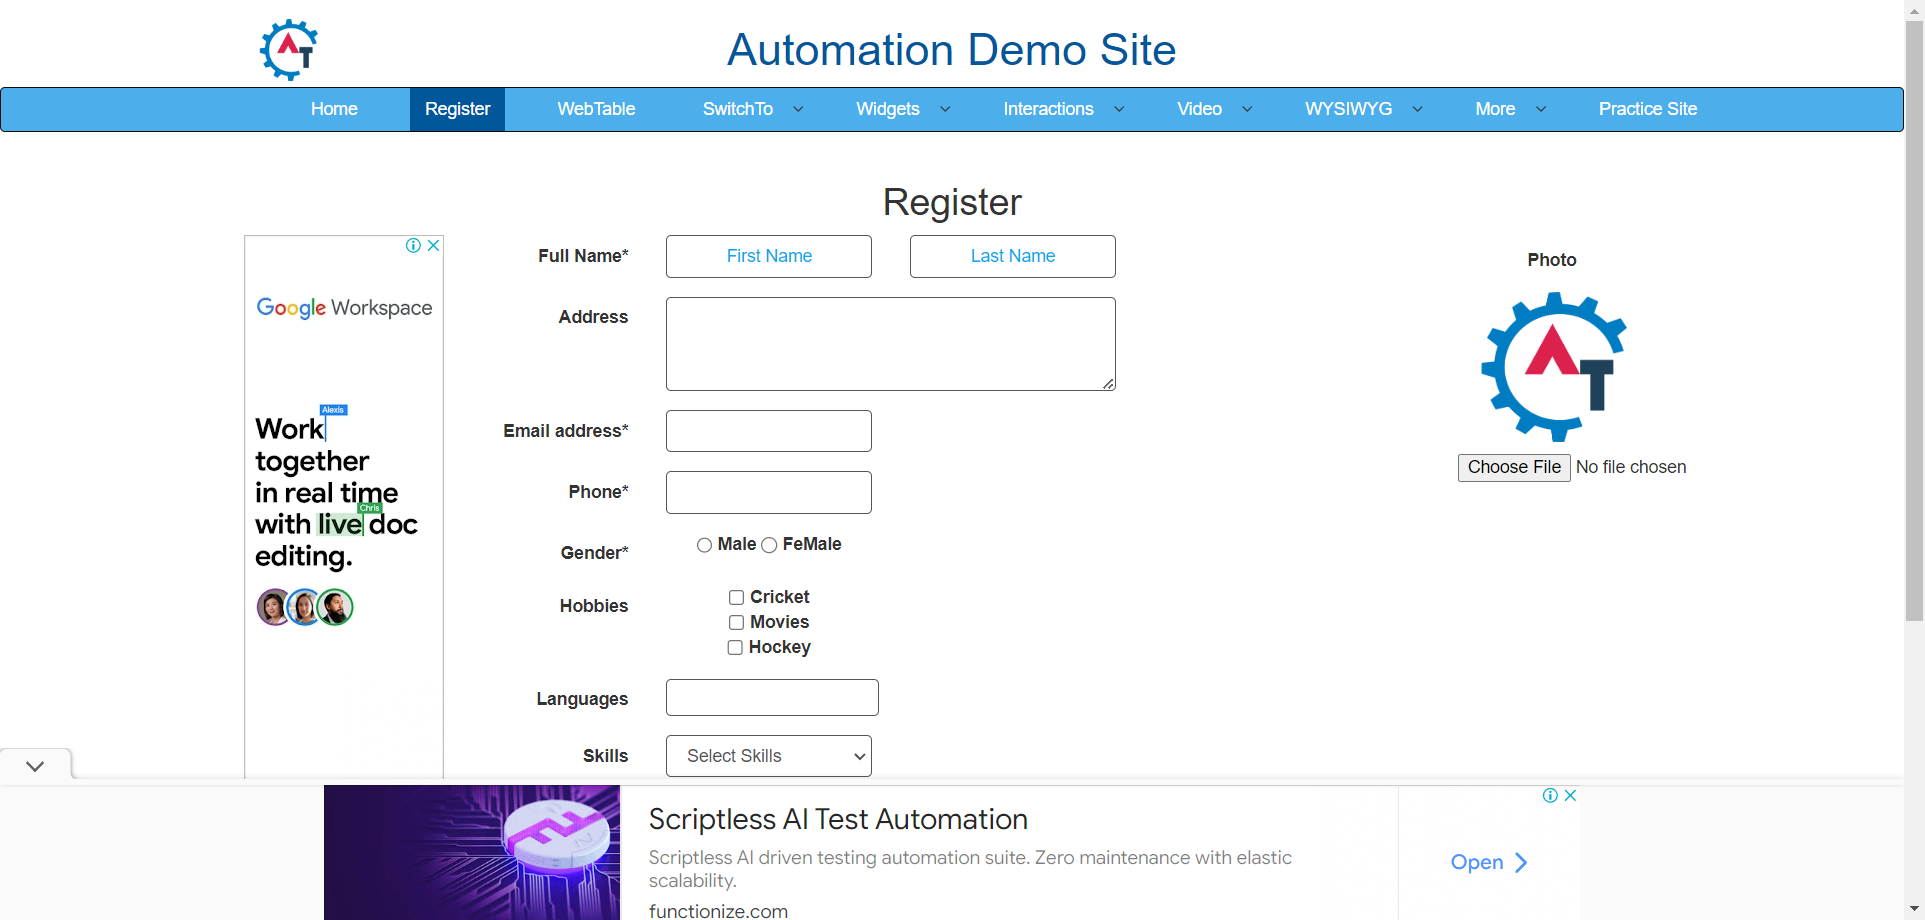 AT
Automation Demo Site
Home Register WebTable SwitchTo Widgets Interactions Video WYSIWYG More Practice Site
Register
Google Workspace
Alexis
Work
together
in real time
Chris
with live doc
editing.
Full Name* First Name Last Name
Address
Email address*
Phone*
Gender* Male FeMale
Hobbies Cricket
Movies
Hockey
Languages
Skills Select Skills
Photo
AT
Choose File No file chosen
Scriptless AI Test Automation
Scriptless AI driven testing automation suite. Zero maintenance with elastic
scalability.
functionize.com
Open